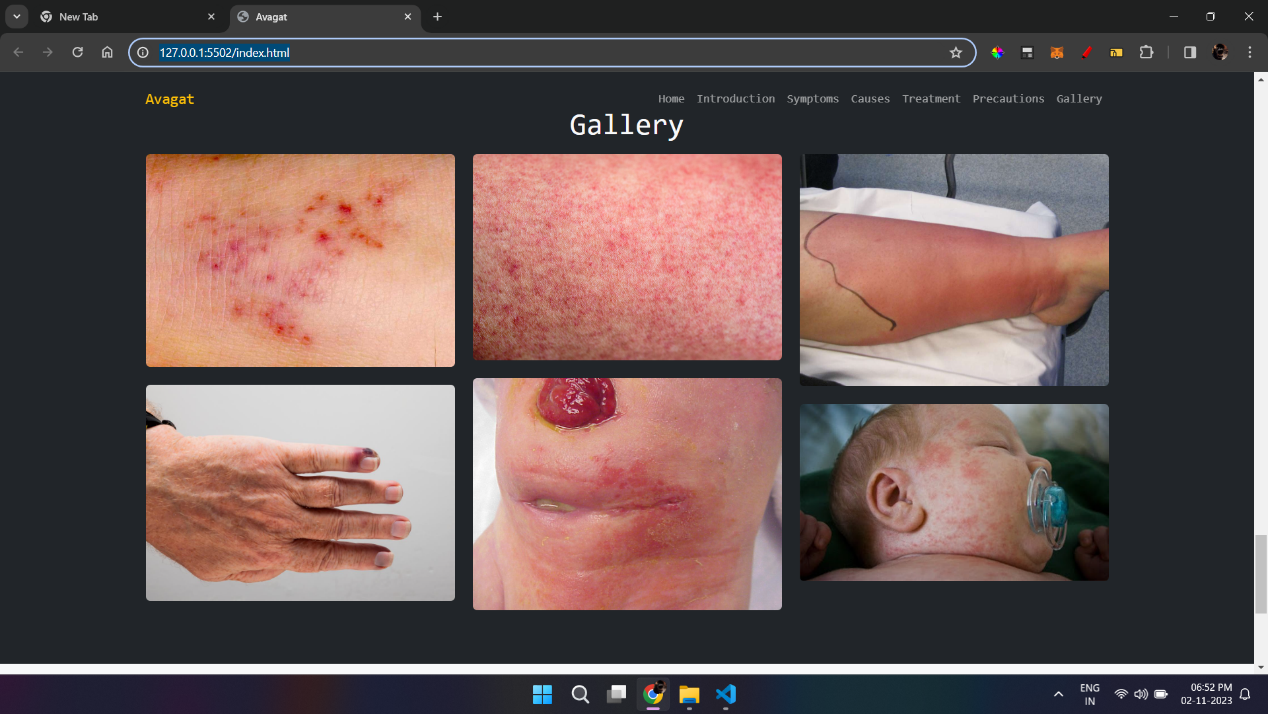 New Tab
Avagat
127.0.0.1:5502/index.html
Avagat
Home Introduction Symptoms Causes Treatment Precautions Gallery
Gallery
ENG
IN
06:52 PM
02-11-2023